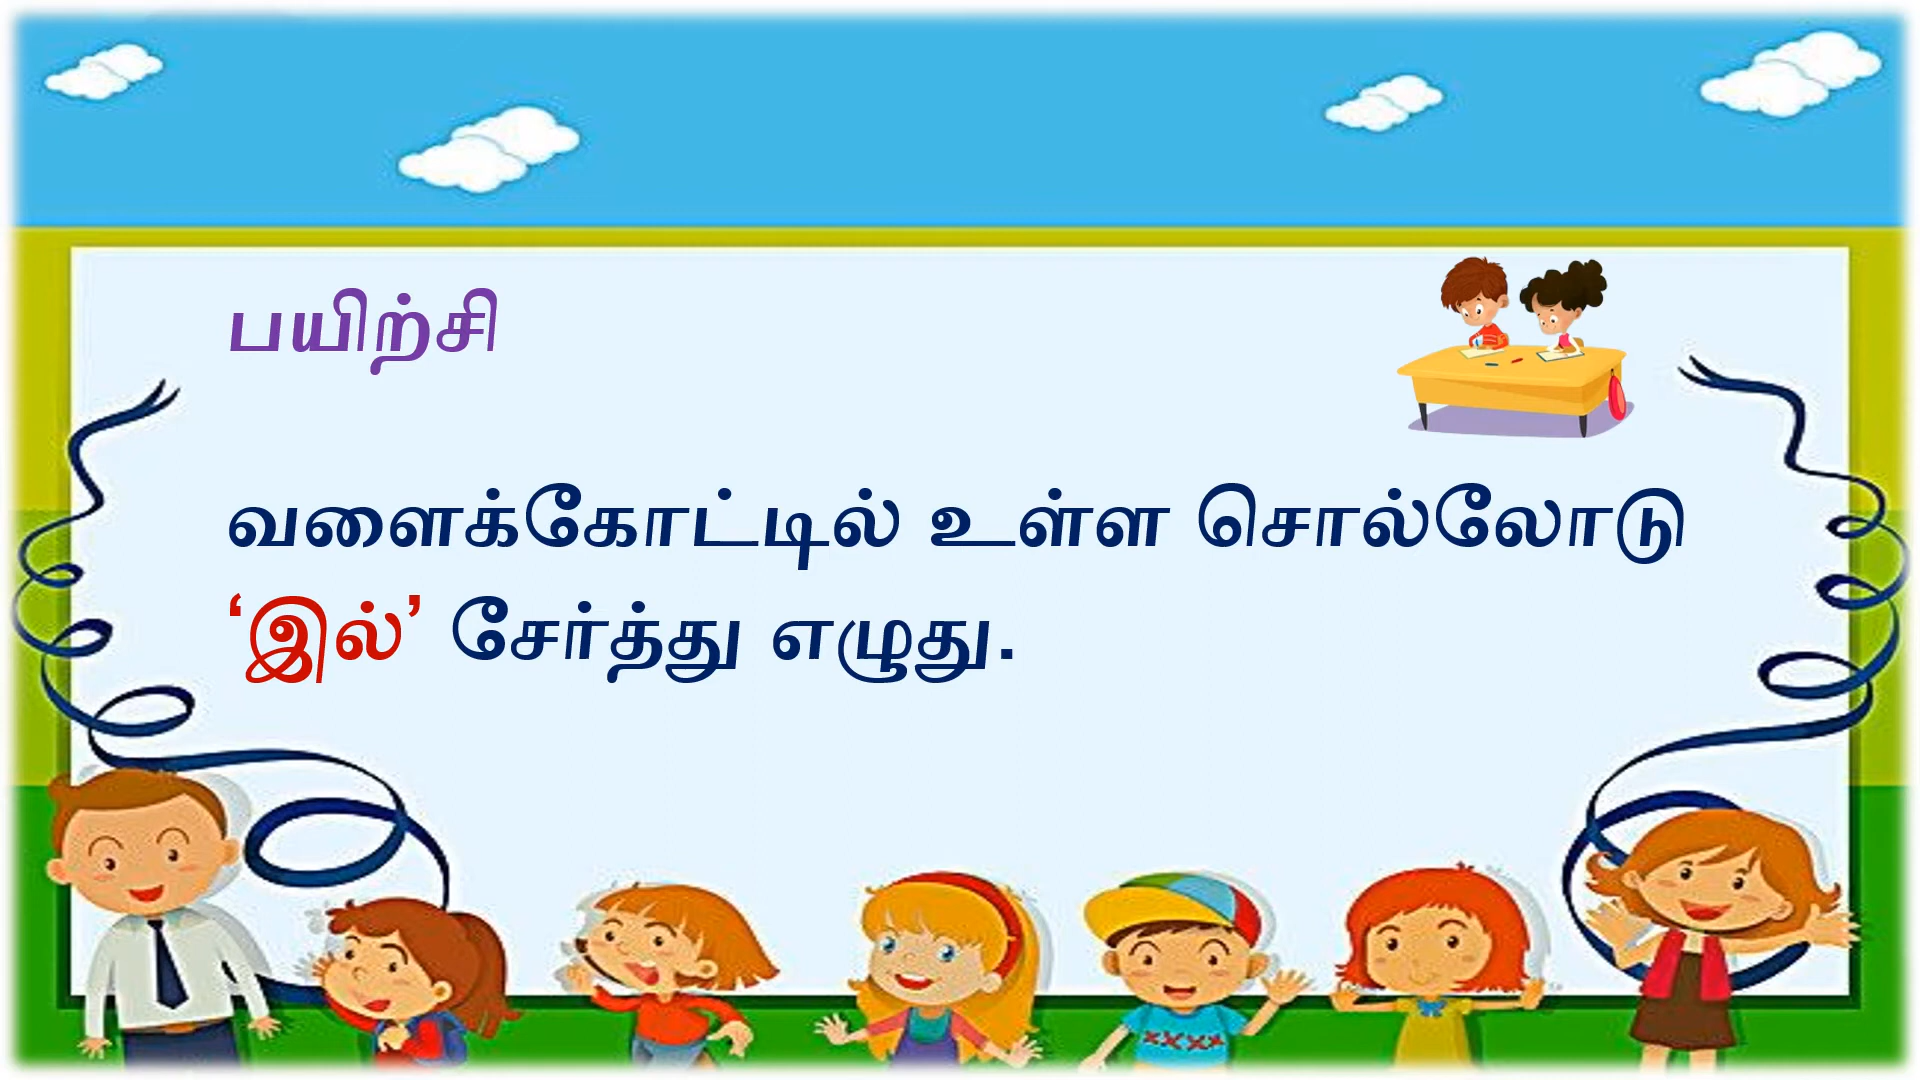 பயிற்சி
வளைக்கோட்டில் உள்ள சொல்லோடு
‘இல்’ சேர்த்து எழுது.